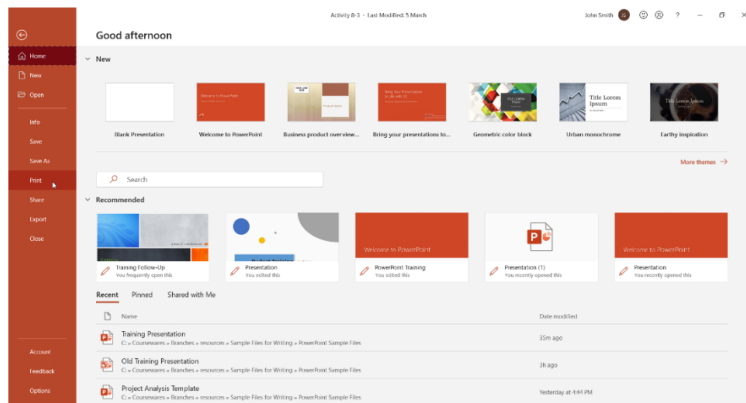 Activity 8-3 - Last Modified: 5 March
John Smith
?
Good afternoon
Home
New
Open
Info
Save
Save As
Print
Share
Export
Close
Account
Feedback
Options
New
Title Lorem
Ipsum
Blank Presentation
Welcome to PowerPoint
Business product overview...
Bring your presentations to...
Geometric color block
Urban monochrome
Earthy inspiration
More themes
Search
Recommended
Welcome to PowerPoint
Welcome to PowerPoint
Training Follow-Up
You frequently open this
Presentation
You edited this
PowerPoint Training
You edited this
Presentation (1)
You recently opened this
Presentation
You recently opened this
Recent Pinned Shared with Me
Name Date modified
Training Presentation
C: » Coursewares » Branches » resources » Sample Files for Writing » PowerPoint Sample Files
35m ago
Old Training Presentation
C: » Coursewares » Branches » resources » Sample Files for Writing » PowerPoint Sample Files
3h ago
Project Analysis Template
C: » Coursewares » Branches » resources » Sample Files for Writing » PowerPoint Sample Files
Yesterday at 4:44 PM